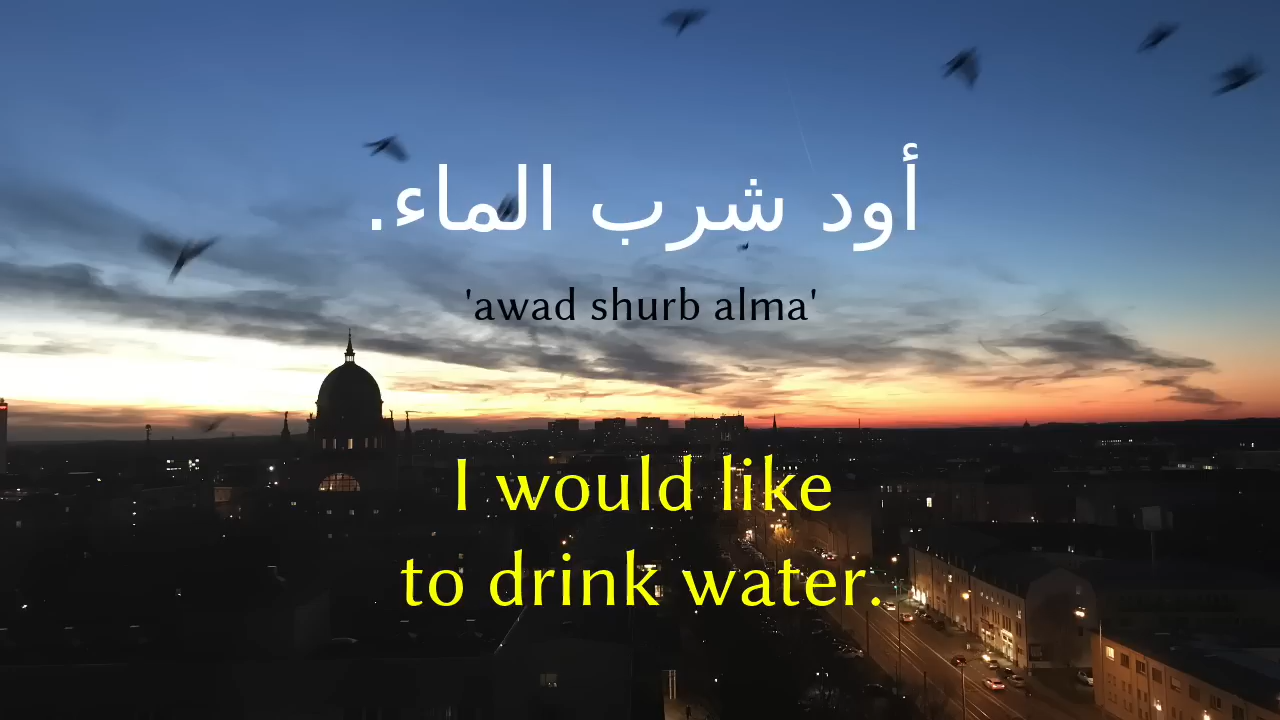 أود شرب الماء.
'awad shurb alma'
I would like
to drink water.